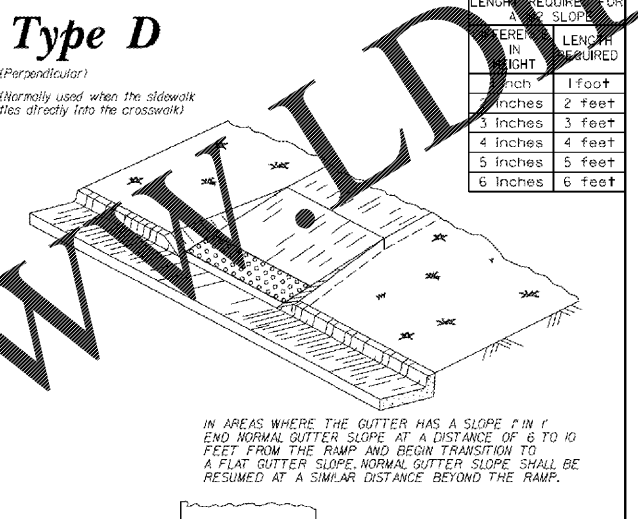 Type D
(Perpendicular)
(Normally used when the sidewalk
ties directly into the crosswalk)
LENGHT REQUIRED FOR
A SLOPE
DIFFERENCE IN HEIGHT
LENGTH REQUIRED
inch 1 foot
inches 2 feet
3 inches 3 feet
4 inches 4 feet
5 inches 5 feet
6 inches 6 feet
IN AREAS WHERE THE GUTTER HAS A SLOPE
END NORMAL GUTTER SLOPE AT A DISTANCE OF 6 TO 10
FEET FROM THE RAMP AND BEGIN TRANSITION TO
A FLAT GUTTER SLOPE. NORMAL GUTTER SLOPE SHALL BE
RESUMED AT A SIMILAR DISTANCE BEYOND THE RAMP.